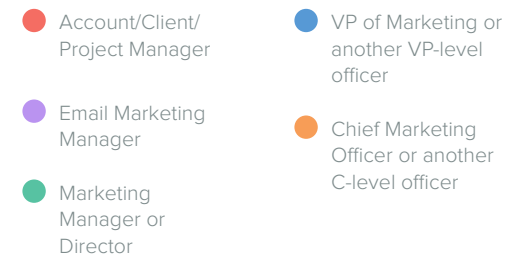 Account/Client/
Project Manager
Email Marketing
Manager
Marketing
Manager or
Director
VP of Marketing or
another VP-level
officer
Chief Marketing
Officer or another
C-level officer